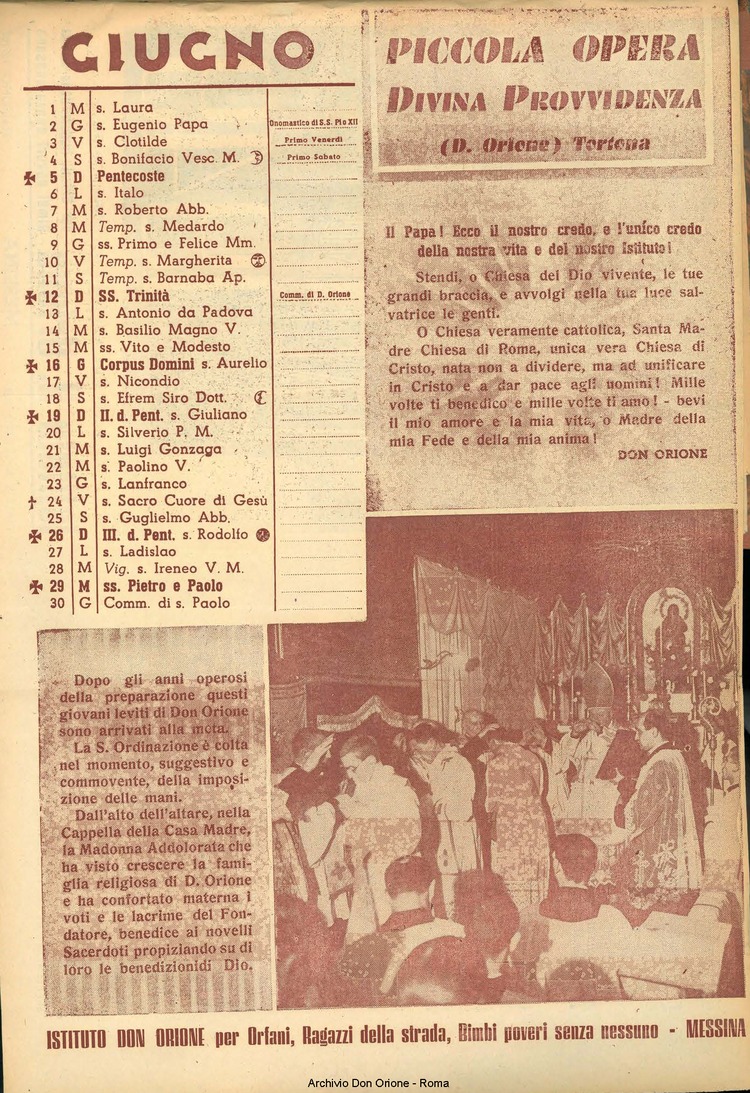 GIUGNO
1 M s. Laura
2 G s. Eugenio Papa Onomastico di S.S. Pio XII
3 V s. Clotilde Primo Venerdì
4 S s. Bonifacio Vesc. M. Primo Sabato
✠ 5 D Pentecoste
6 L s. Italo
7 M s. Roberto Abb.
8 M Temp. s. Medardo
9 G ss. Primo e Felice Mm.
10 V Temp. s. Margherita
11 S Temp. s. Barnaba Ap.
✠ 12 D SS. Trinità Comm. di D. Orione
13 L s. Antonio da Padova
14 M s. Basilio Magno V.
15 M ss. Vito e Modesto
✠ 16 G Corpus Domini s. Aurelio
17 V s. Nicondio
18 S s. Efrem Siro Dott.
✠ 19 D II. d. Pent. s. Giuliano
20 L s. Silverio P. M.
21 M s. Luigi Gonzaga
22 M s. Paolino V.
23 G s. Lanfranco
† 24 V s. Sacro Cuore di Gesù
25 S s. Guglielmo Abb.
✠ 26 D III. d. Pent. s. Rodolfo
27 L s. Ladislao
28 M Vig. s. Ireneo V. M.
✠ 29 M ss. Pietro e Paolo
30 G Comm. di s. Paolo
PICCOLA OPERA
DIVINA PROVVIDENZA
(D. Orione) Tortona
Il Papa! Ecco il nostro credo, e l'unico credo
della nostra vita e del nostro Istituto!
Stendi, o Chiesa del Dio vivente, le tue
grandi braccia, e avvolgi nella tua luce sal-
vatrice le genti.
O Chiesa veramente cattolica, Santa Ma-
dre Chiesa di Roma, unica vera Chiesa di
Cristo, nata non a dividere, ma ad unificare
in Cristo e a dar pace agli uomini! Mille
volte ti benedico e mille volte ti amo! - bevi
il mio amore e la mia vita, o Madre della
mia Fede e della mia anima!
DON ORIONE
Dopo gli anni operosi
della preparazione questi
giovani leviti di Don Orione
sono arrivati alla meta.
La S. Ordinazione è colta
nel momento, suggestivo e
commovente, della imposi-
zione delle mani.
Dall'alto dell'altare, nella
Cappella della Casa Madre,
la Madonna Addolorata che
ha visto crescere la fami-
glia religiosa di D. Orione
e ha confortato materna i
voti e le lacrime del Fon-
datore, benedice ai novelli
Sacerdoti propiziando su di
loro le benedizionidi Dio.
ISTITUTO DON ORIONE per Orfani, Ragazzi della strada, Bimbi poveri senza nessuno - MESSINA
Archivio Don Orione - Roma